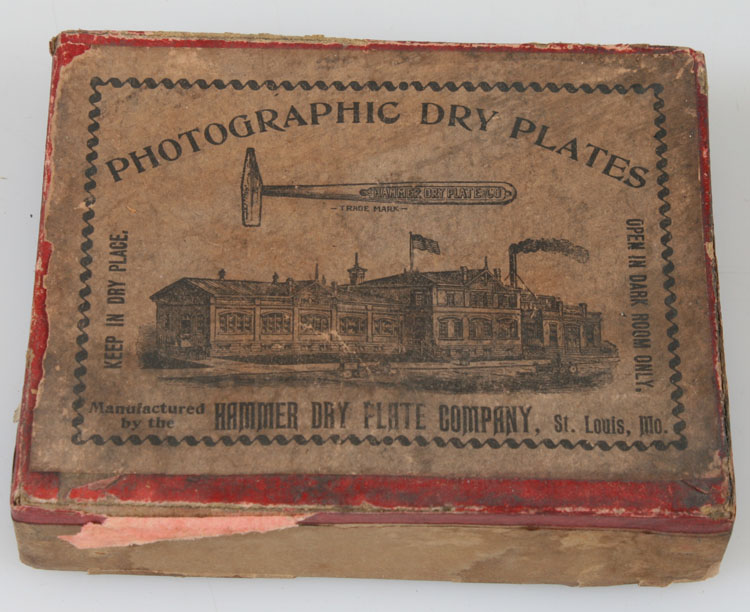 PHOTOGRAPHIC DRY PLATES
HAMMER DRY PLATE CO
- TRADE MARK -
KEEP IN DRY PLACE.
OPEN IN DARK ROOM ONLY.
Manufactured
by the
HAMMER DRY PLATE COMPANY, St. Louis, Mo.